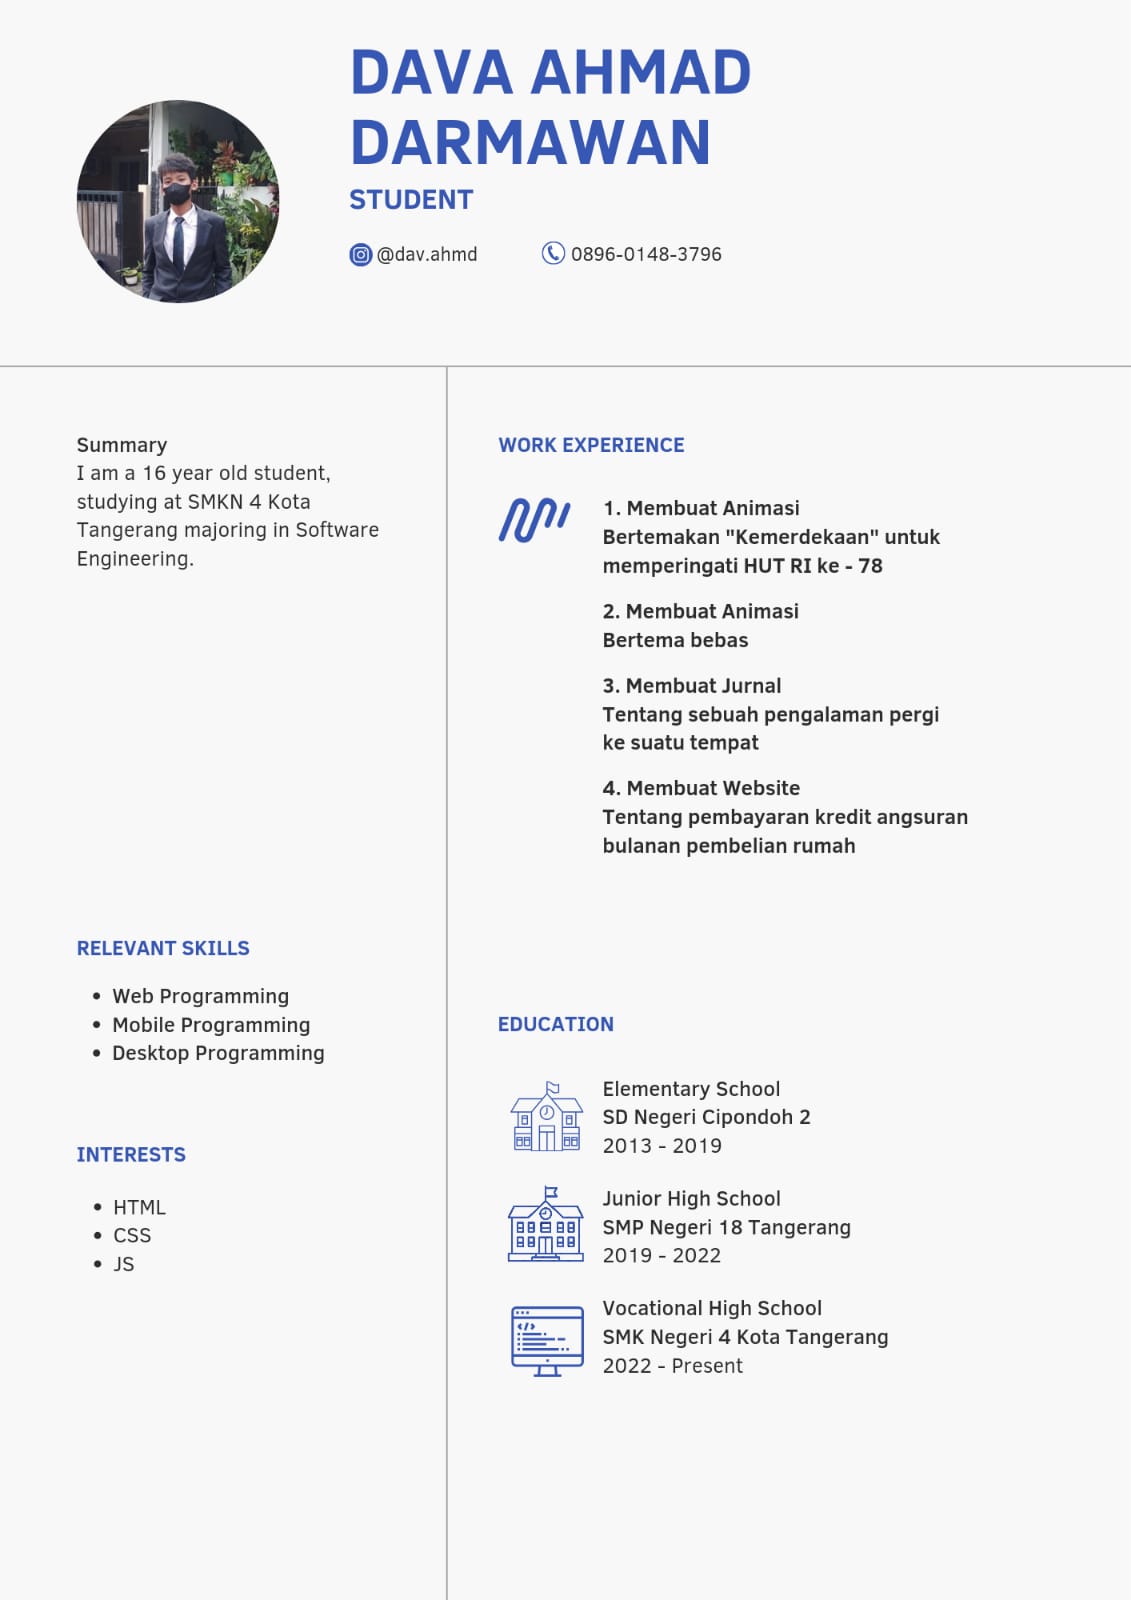 DAVA AHMAD
DARMAWAN
STUDENT
@dav.ahmd
0896-0148-3796
Summary
I am a 16 year old student,
studying at SMKN 4 Kota
Tangerang majoring in Software
Engineering.
RELEVANT SKILLS
• Web Programming
• Mobile Programming
• Desktop Programming
INTERESTS
• HTML
• CSS
• JS
WORK EXPERIENCE
1. Membuat Animasi
Bertemakan "Kemerdekaan" untuk
memperingati HUT RI ke - 78
2. Membuat Animasi
Bertema bebas
3. Membuat Jurnal
Tentang sebuah pengalaman pergi
ke suatu tempat
4. Membuat Website
Tentang pembayaran kredit angsuran
bulanan pembelian rumah
EDUCATION
Elementary School
SD Negeri Cipondoh 2
2013 - 2019
Junior High School
SMP Negeri 18 Tangerang
2019 - 2022
Vocational High School
SMK Negeri 4 Kota Tangerang
2022 - Present